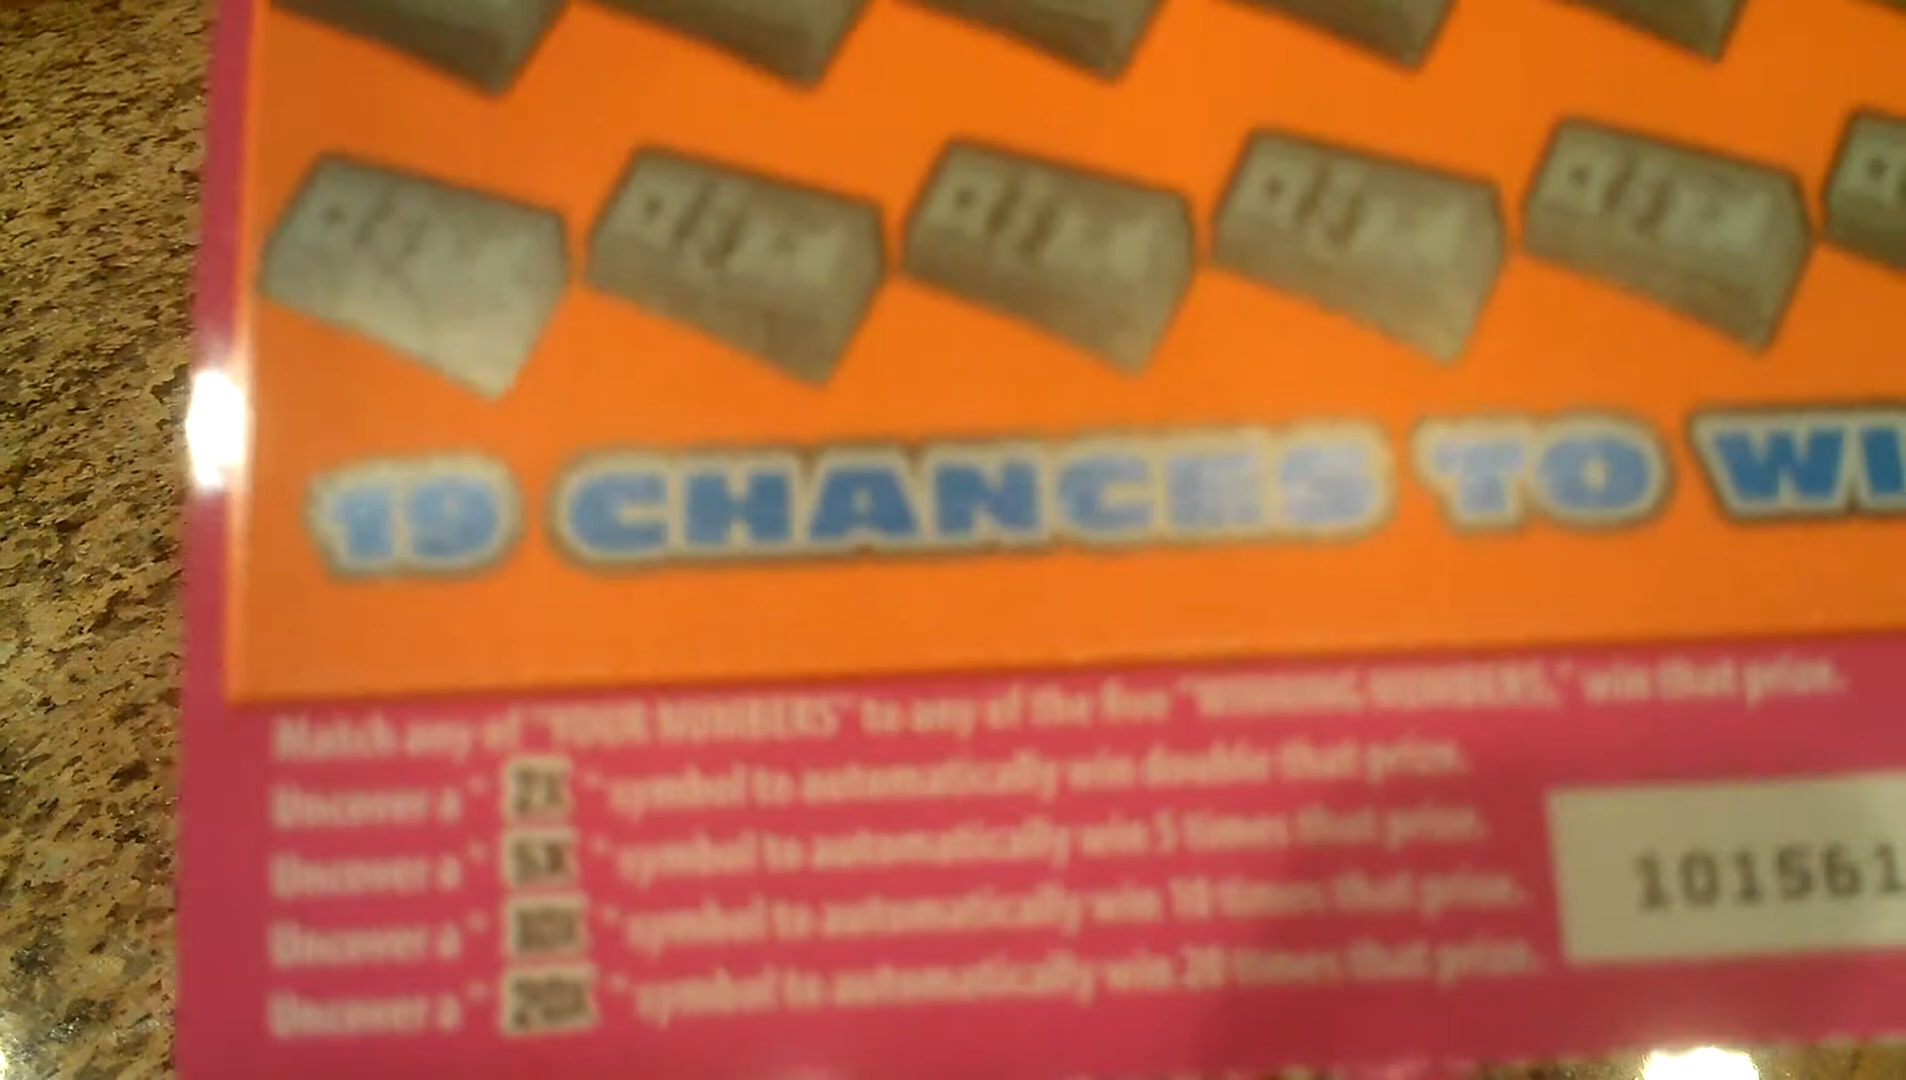 19 CHANCES TO WI
Match any of "YOUR NUMBERS" to any of the five "WINNING NUMBERS," win that prize.
Uncover a " 2X " symbol to automatically win double that prize.
Uncover a " 5X " symbol to automatically win 5 times that prize.
Uncover a " 10X " symbol to automatically win 10 times that prize.
Uncover a " 20X " symbol to automatically win 20 times that prize.
101561